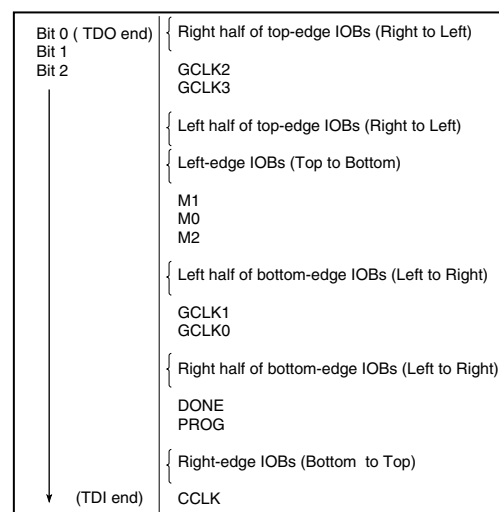 Bit 0 ( TDO end)
Bit 1
Bit 2
Right half of top-edge IOBs (Right to Left)
GCLK2
GCLK3
Left half of top-edge IOBs (Right to Left)
Left-edge IOBs (Top to Bottom)
M1
M0
M2
Left half of bottom-edge IOBs (Left to Right)
GCLK1
GCLK0
Right half of bottom-edge IOBs (Left to Right)
DONE
PROG
Right-edge IOBs (Bottom to Top)
(TDI end)
CCLK